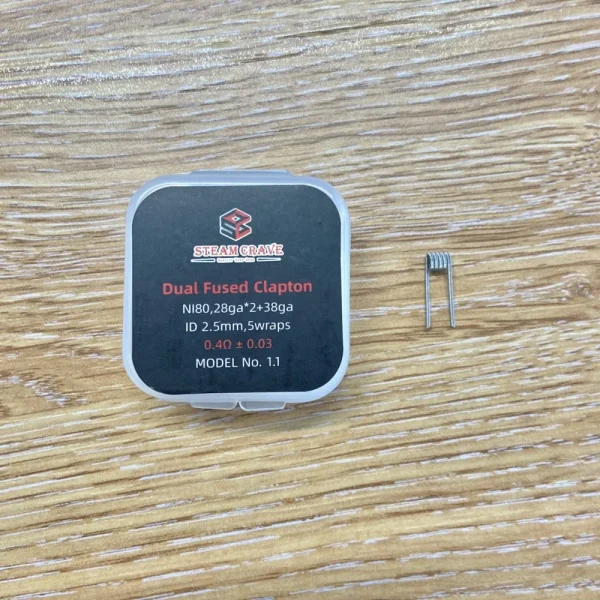 STEAM CRAVE
Dual Fused Clapton
NI80,28ga*2+38ga
ID 2.5mm,5wraps
0.4Ω ± 0.03
MODEL No. 1.1